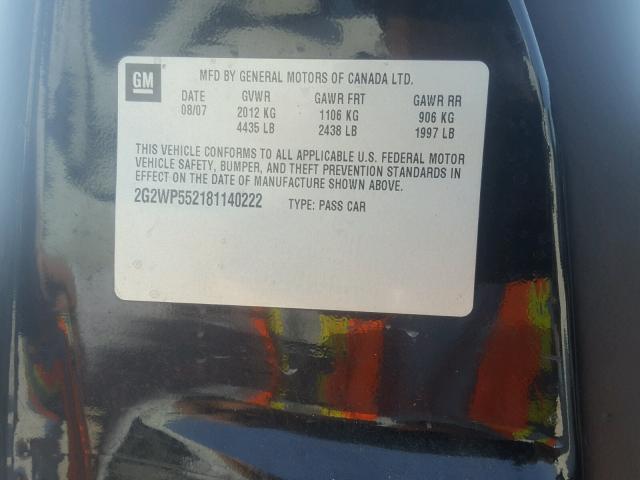 GM
MFD BY GENERAL MOTORS OF CANADA LTD.
DATE GVWR GAWR FRT GAWR RR
08/07 2012 KG 1106 KG 906 KG
4435 LB 2438 LB 1997 LB
THIS VEHICLE CONFORMS TO ALL APPLICABLE U.S. FEDERAL MOTOR
VEHICLE SAFETY, BUMPER, AND THEFT PREVENTION STANDARDS IN
EFFECT ON THE DATE OF MANUFACTURE SHOWN ABOVE.
2G2WP552181140222 TYPE: PASS CAR